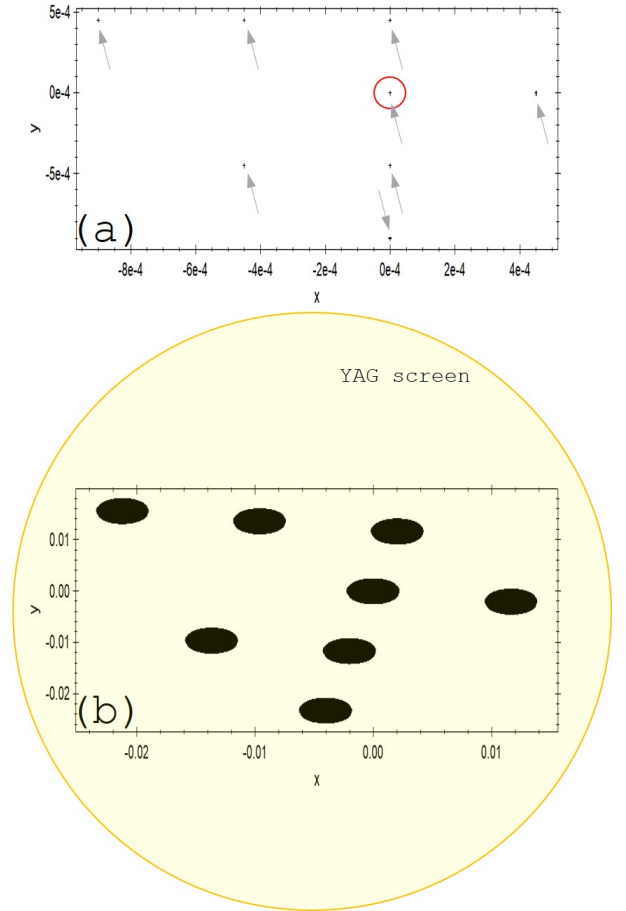 5e-4
0e-4
-5e-4
y
(a)
-8e-4 -6e-4 -4e-4 -2e-4 0e-4 2e-4 4e-4
x
YAG screen
0.01
0.00
-0.01
-0.02
y
(b)
-0.02 -0.01 0.00 0.01
x